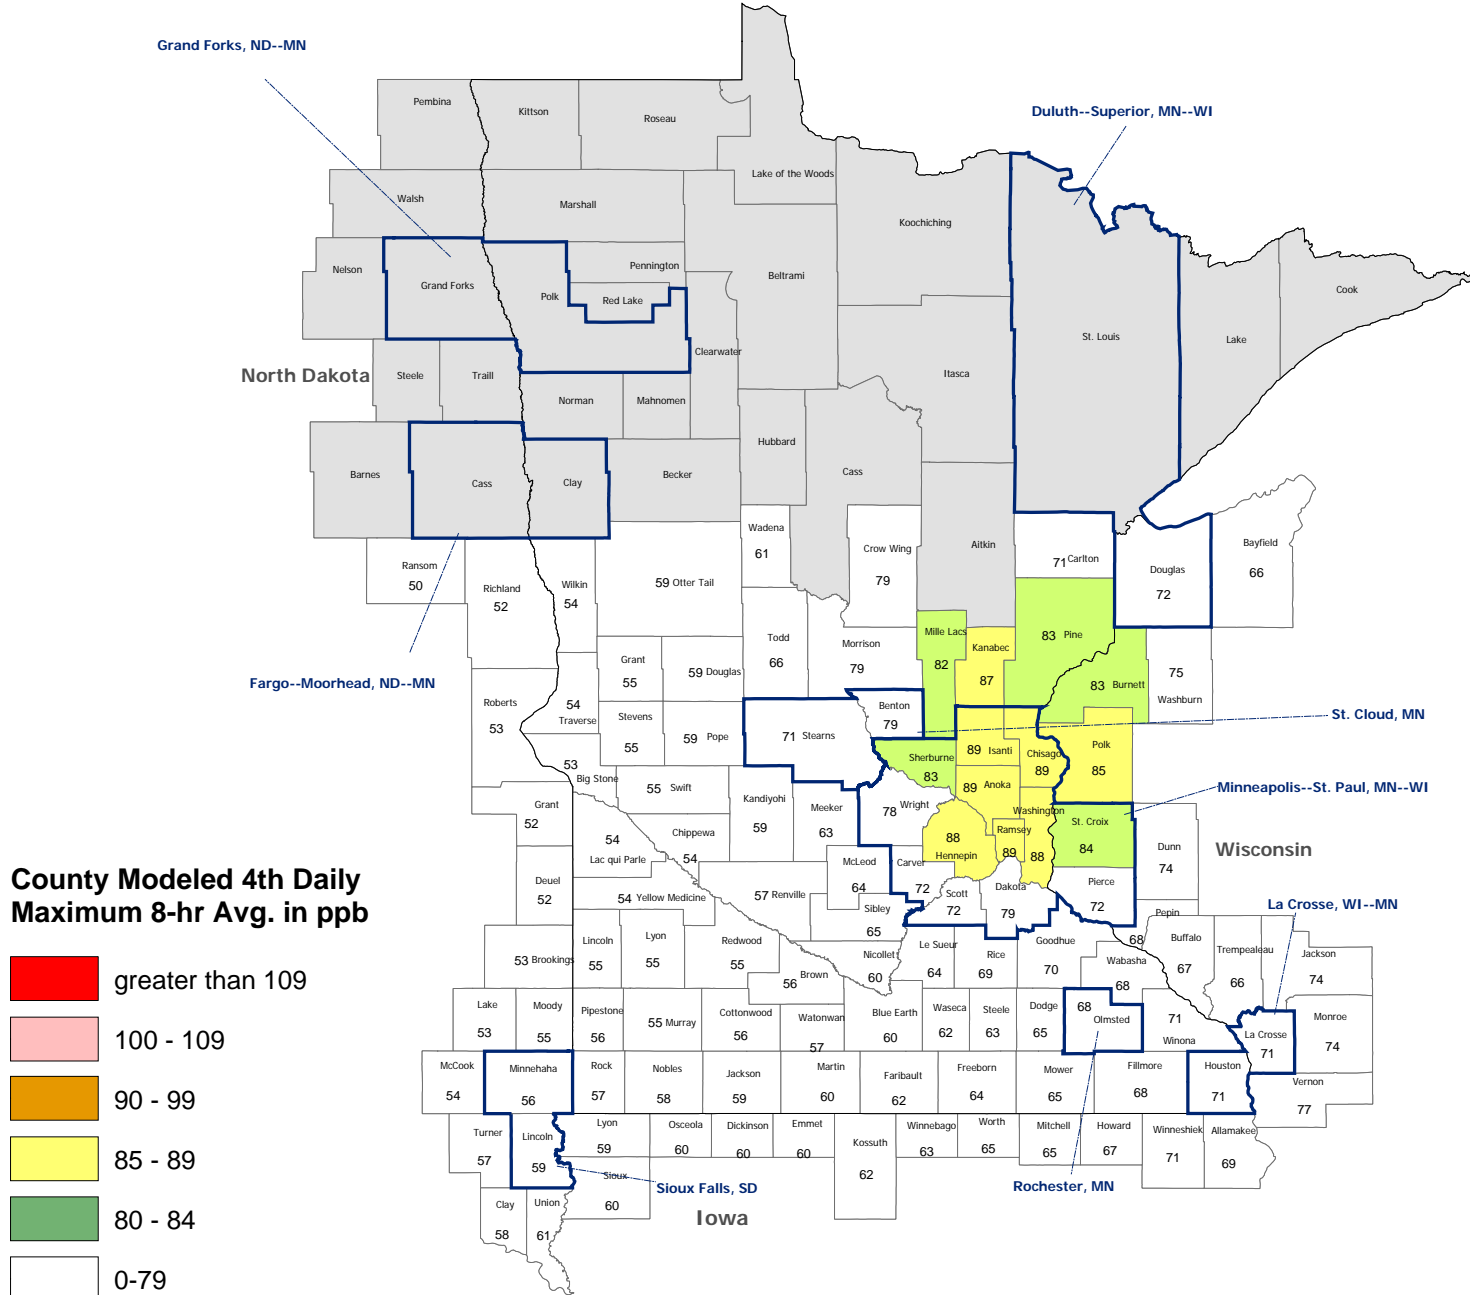 Grand Forks, ND--MN
Pembina
Kittson
Roseau
Duluth--Superior, MN--WI
Lake of the Woods
Walsh
Marshall
Koochiching
Nelson
Grand Forks
Polk
Pennington
Red Lake
Beltrami
Cook
St. Louis
Lake
Clearwater
North Dakota
Steele
Traill
Itasca
Norman
Mahnomen
Hubbard
Cass
Barnes
Cass
Clay
Becker
Wadena
61
Crow Wing
79
Aitkin
71 Carlton
Douglas
72
Bayfield
66
Ransom
50
Richland
52
Wilkin
54
59 Otter Tail
Todd
66
Morrison
79
Mille Lacs
82
Kanabec
87
83 Pine
83 Burnett
75
Washburn
Fargo--Moorhead, ND--MN
Grant
55
59 Douglas
Roberts
53
54
Traverse
Stevens
55
59 Pope
71 Stearns
Benton
79
St. Cloud, MN
Sherburne
83
89 Isanti
Chisago
89
Polk
85
53
Big Stone
55 Swift
Kandiyohi
59
Meeker
63
78 Wright
89 Anoka
Washington
88
Minneapolis--St. Paul, MN--WI
Grant
52
54
Lac qui Parle
Chippewa
54
88
Hennepin
Ramsey
89
St. Croix
84
Dunn
74
Wisconsin
County Modeled 4th Daily
Maximum 8-hr Avg. in ppb
Deuel
52
54 Yellow Medicine
57 Renville
McLeod
64
Carver
72
Scott
72
Dakota
79
Pierce
72
Pepin
68
La Crosse, WI--MN
Sibley
65
53 Brookings
Lincoln
55
Lyon
55
Redwood
55
Brown
56
Nicollet
60
Le Sueur
64
Rice
69
Goodhue
70
Wabasha
68
Buffalo
67
Trempealeau
66
Jackson
74
greater than 109
Lake
53
Moody
55
Pipestone
56
55 Murray
Cottonwood
56
Watonwan
57
Blue Earth
60
Waseca
62
Steele
63
Dodge
65
68
Olmsted
71
Winona
La Crosse
71
Monroe
74
100 - 109
McCook
54
Minnehaha
56
Rock
57
Nobles
58
Jackson
59
Martin
60
Faribault
62
Freeborn
64
Mower
65
Fillmore
68
Houston
71
Vernon
77
90 - 99
Turner
57
Lincoln
59
Lyon
59
Osceola
60
Dickinson
60
Emmet
60
Kossuth
62
Winnebago
63
Worth
65
Mitchell
65
Howard
67
Winneshiek
71
Allamakee
69
85 - 89
Sioux
60
Sioux Falls, SD
Rochester, MN
Clay
58
Union
61
Iowa
80 - 84
0-79